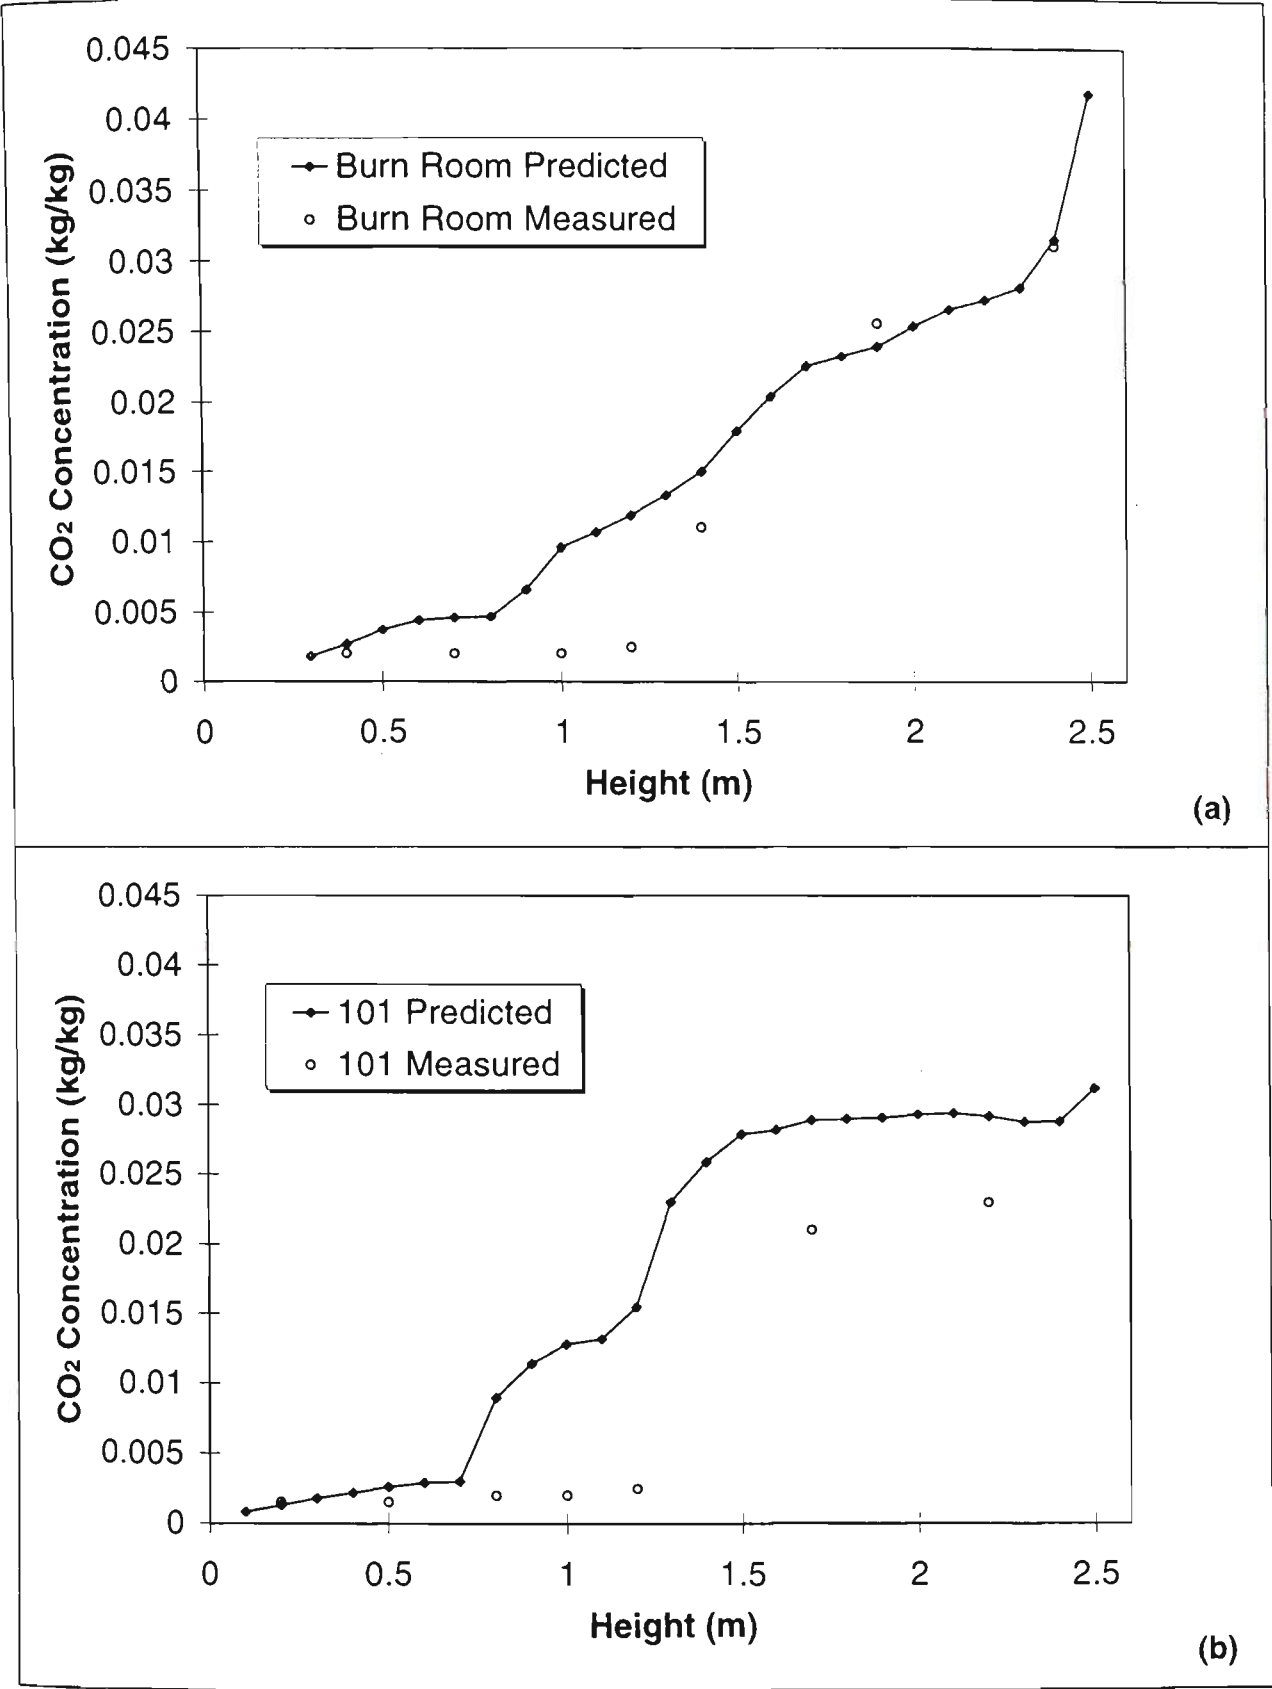 0.045
0.04
0.035
0.03
0.025
0.02
0.015
0.01
0.005
0
CO2 Concentration (kg/kg)
Burn Room Predicted
Burn Room Measured
0 0.5 1 1.5 2 2.5
Height (m)
(a)
0.045
0.04
0.035
0.03
0.025
0.02
0.015
0.01
0.005
0
CO2 Concentration (kg/kg)
101 Predicted
101 Measured
0 0.5 1 1.5 2 2.5
Height (m)
(b)